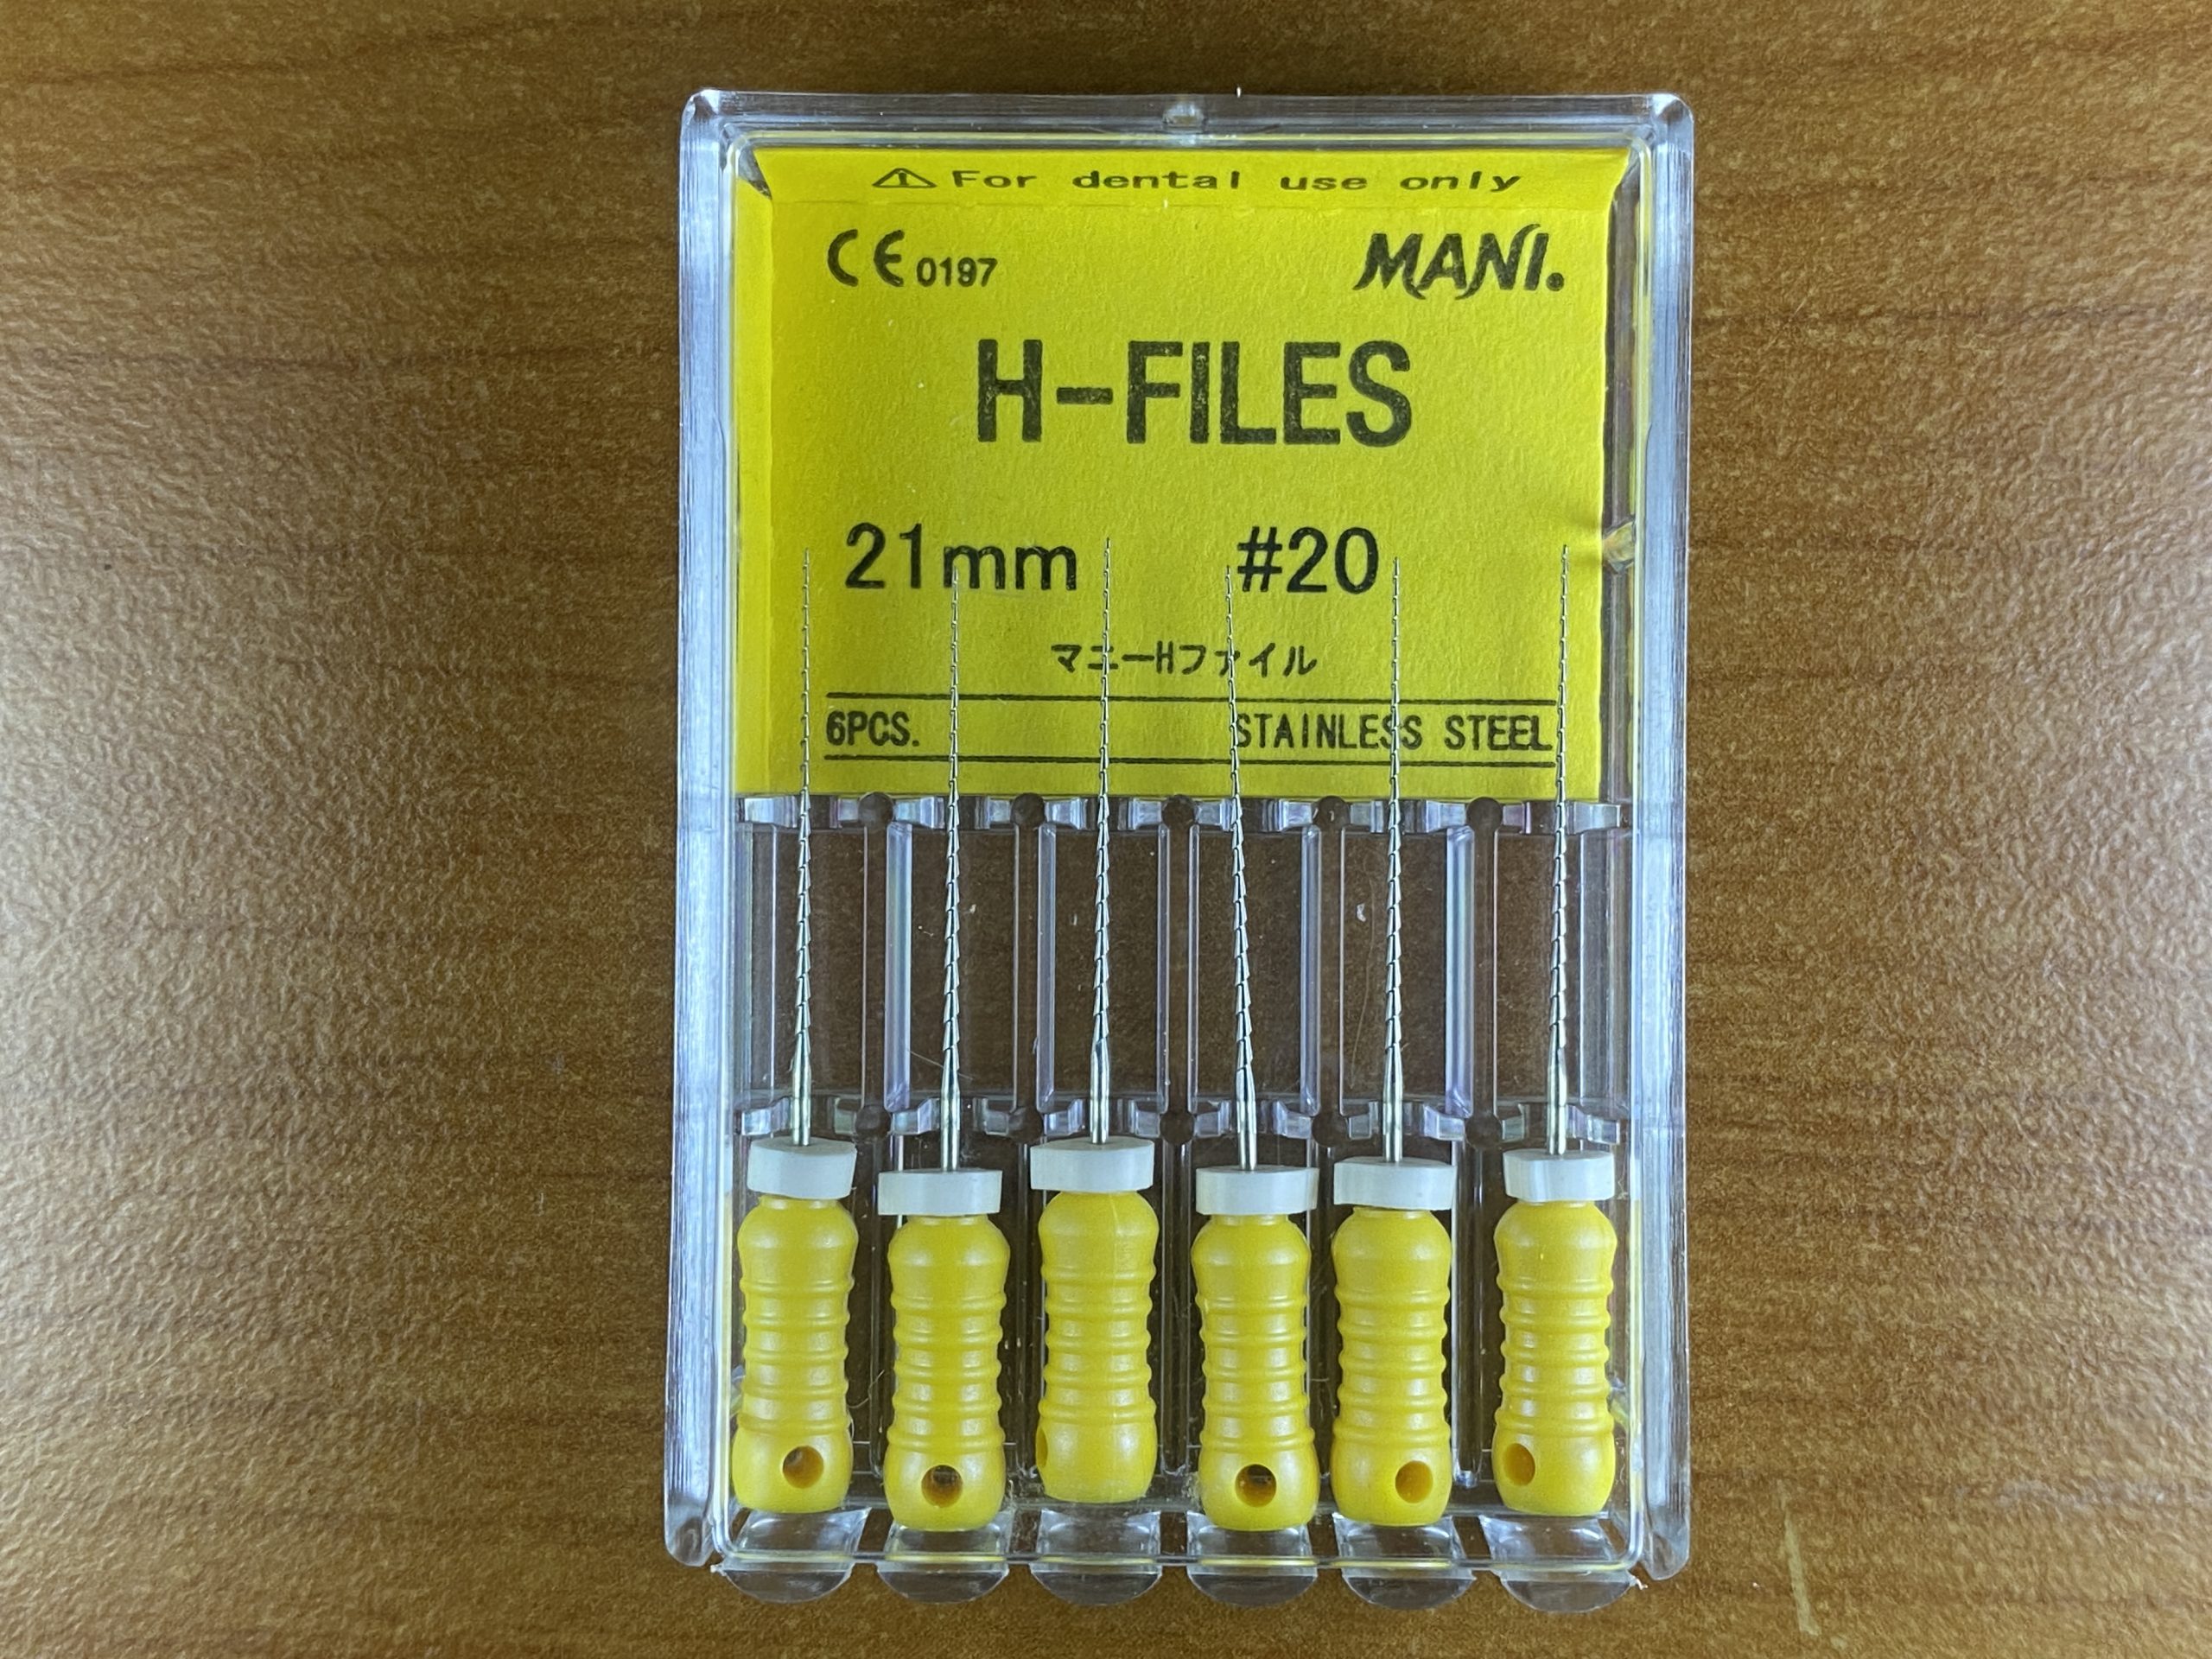 ⚠ For dental use only
CE 0197 MANI.
H-FILES
21mm #20
マニーHファイル
6PCS. STAINLESS STEEL